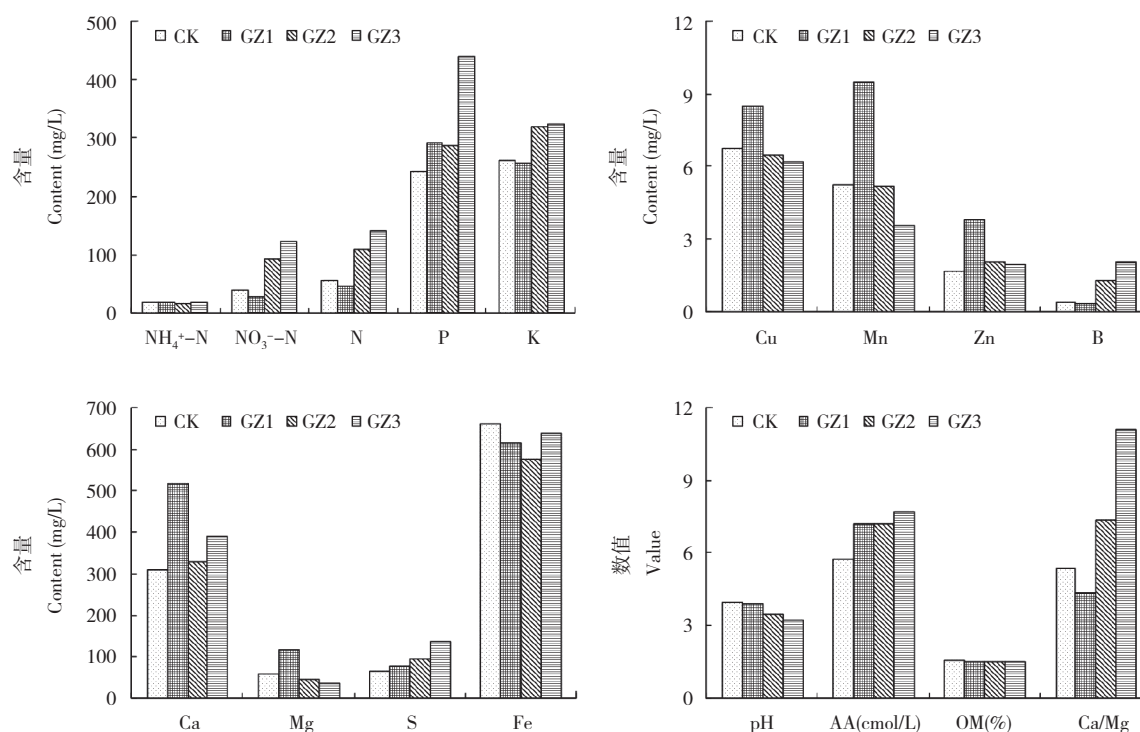 500
400
300
200
100
0
含量
Content (mg/L)
CK GZ1 GZ2 GZ3
NH₄⁺–N NO₃⁻–N N P K
12
9
6
3
0
含量
Content (mg/L)
CK GZ1 GZ2 GZ3
Cu Mn Zn B
700
600
500
400
300
200
100
0
含量
Content (mg/L)
CK GZ1 GZ2 GZ3
Ca Mg S Fe
12
9
6
3
0
数值
Value
CK GZ1 GZ2 GZ3
pH AA(cmol/L) OM(%) Ca/Mg